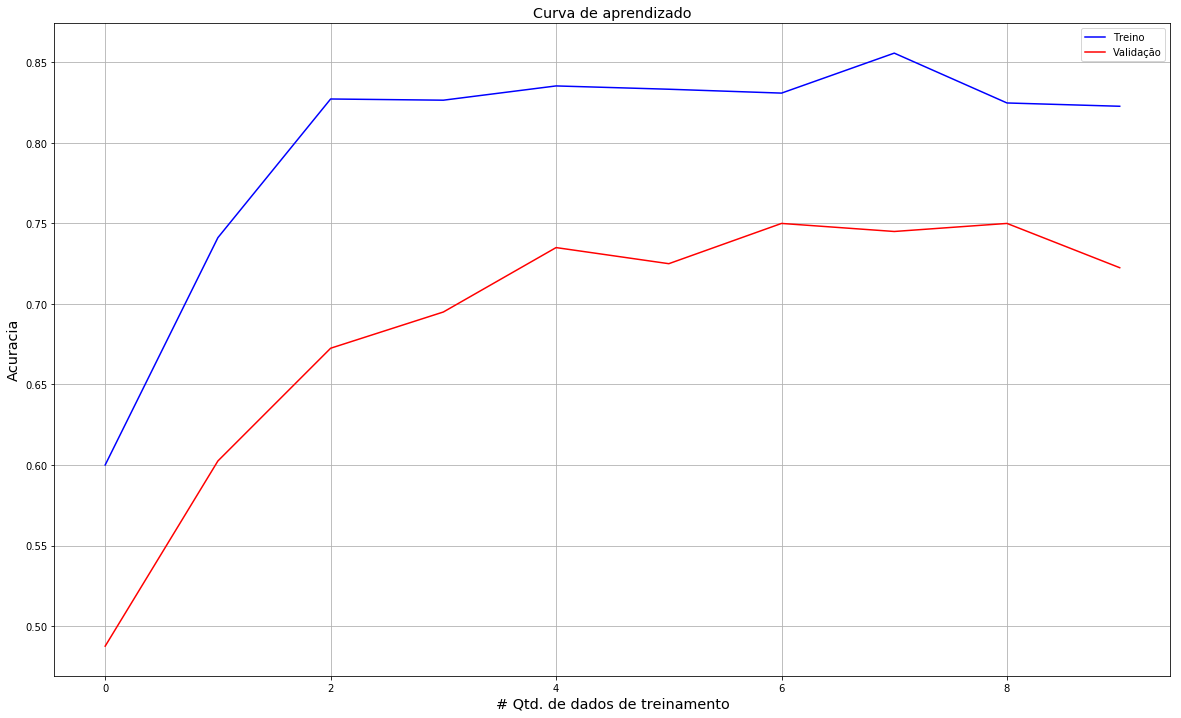 Curva de aprendizado
Treino
Validação
0.85
0.80
0.75
0.70
0.65
0.60
0.55
0.50
Acuracia
0 2 4 6 8
# Qtd. de dados de treinamento